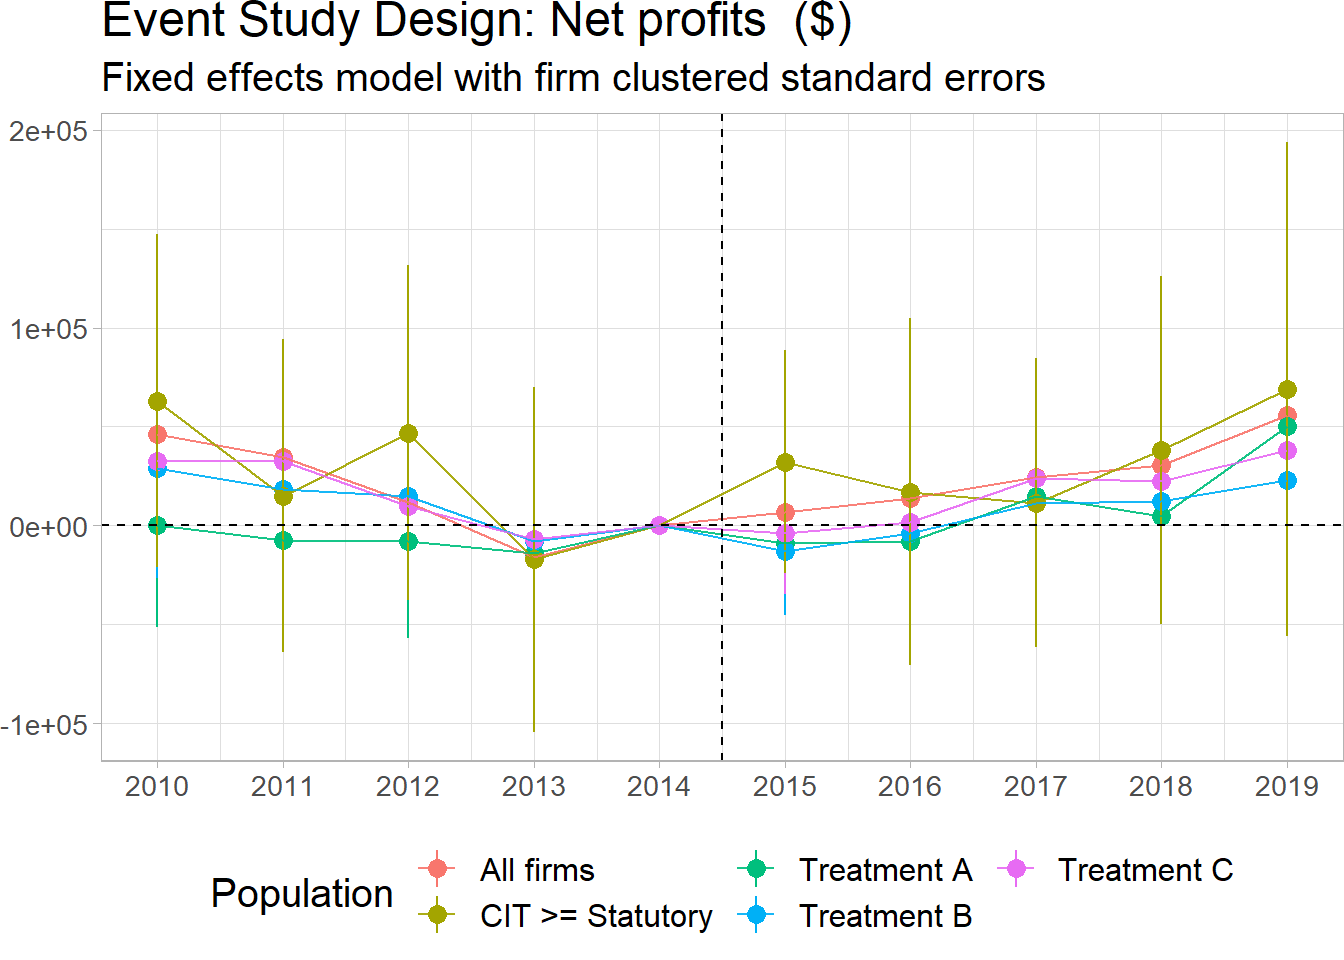 Event Study Design: Net profits  ($)
Fixed effects model with firm clustered standard errors
2e+05
1e+05
0e+00
-1e+05
2010 2011 2012 2013 2014 2015 2016 2017 2018 2019
Population
All firms
CIT >= Statutory
Treatment A
Treatment B
Treatment C